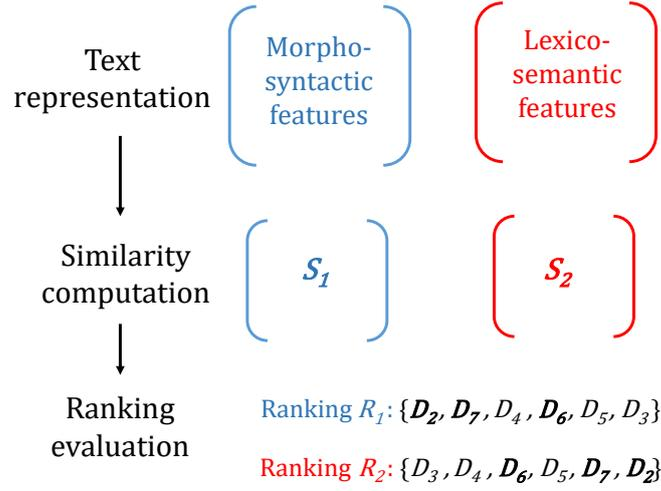 Text
representation
Morpho-
syntactic
features
Lexico-
semantic
features
Similarity
computation
S₁
S₂
Ranking
evaluation
Ranking R₁: {D₂, D₇, D₄, D₆, D₅, D₃}
Ranking R₂: {D₃, D₄, D₆, D₅, D₇, D₂}